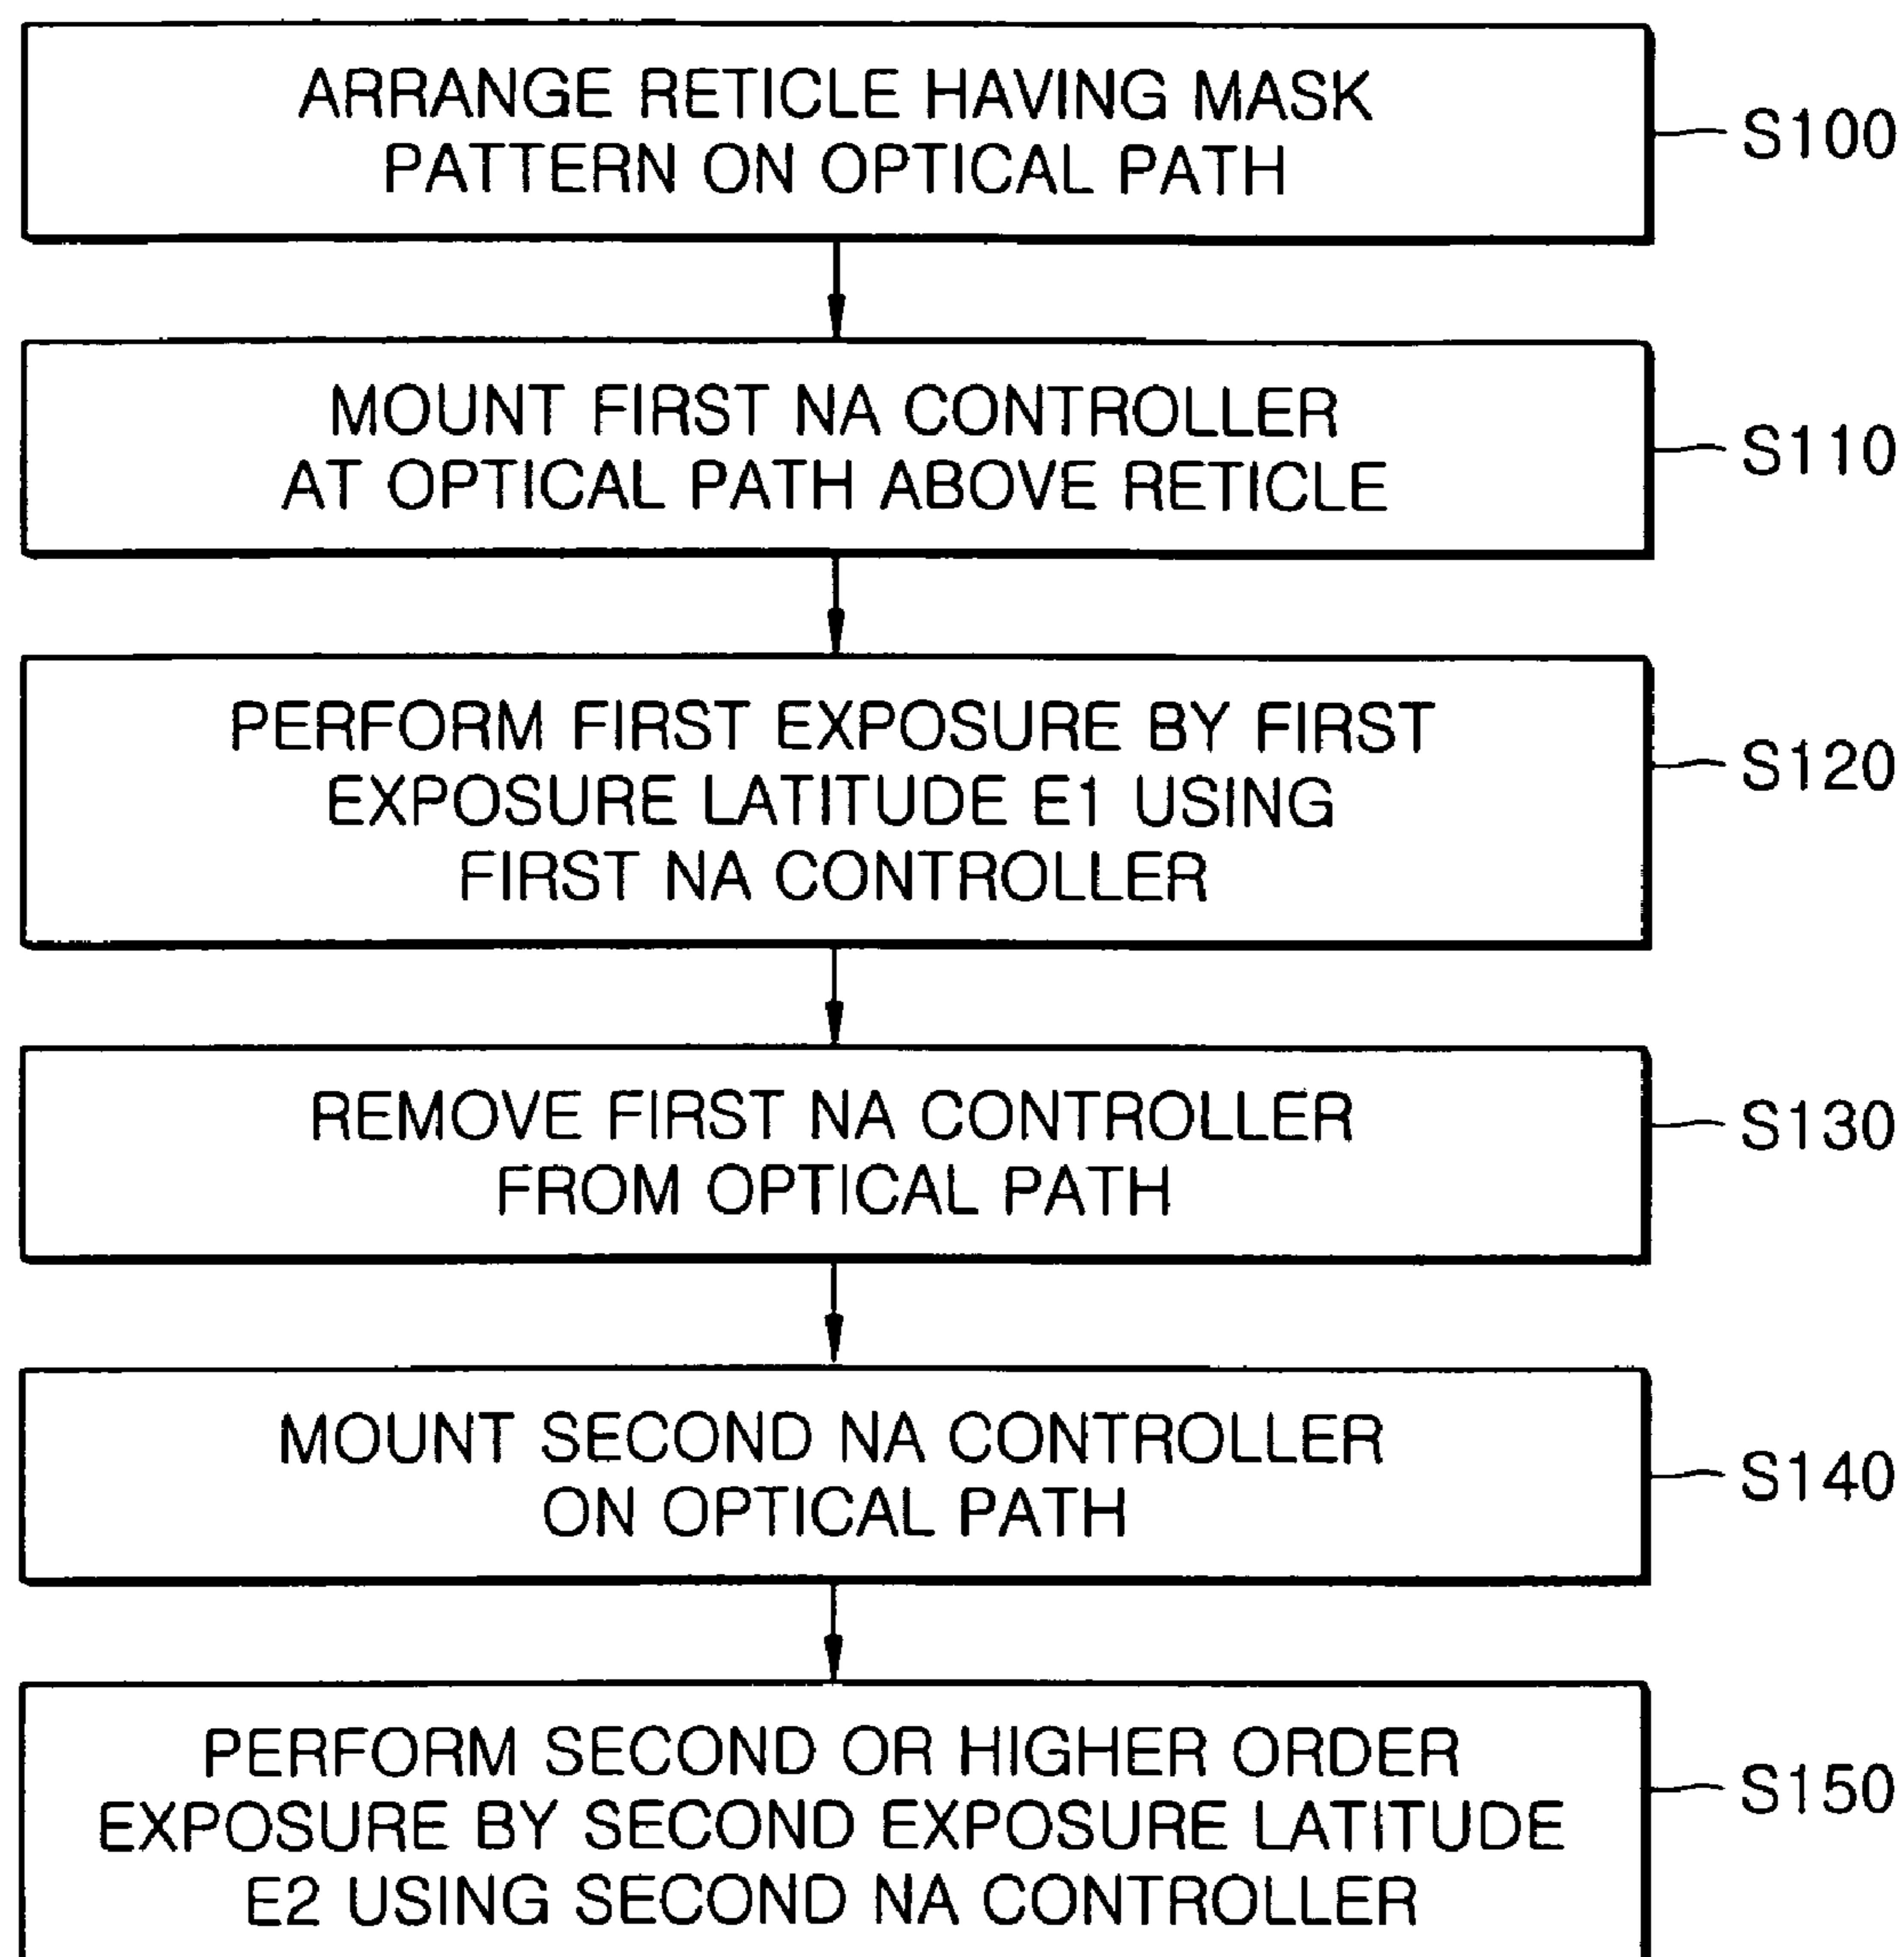 ARRANGE RETICLE HAVING MASK
PATTERN ON OPTICAL PATH
S100
MOUNT FIRST NA CONTROLLER
AT OPTICAL PATH ABOVE RETICLE
S110
PERFORM FIRST EXPOSURE BY FIRST
EXPOSURE LATITUDE E1 USING
FIRST NA CONTROLLER
S120
REMOVE FIRST NA CONTROLLER
FROM OPTICAL PATH
S130
MOUNT SECOND NA CONTROLLER
ON OPTICAL PATH
S140
PERFORM SECOND OR HIGHER ORDER
EXPOSURE BY SECOND EXPOSURE LATITUDE
E2 USING SECOND NA CONTROLLER
S150